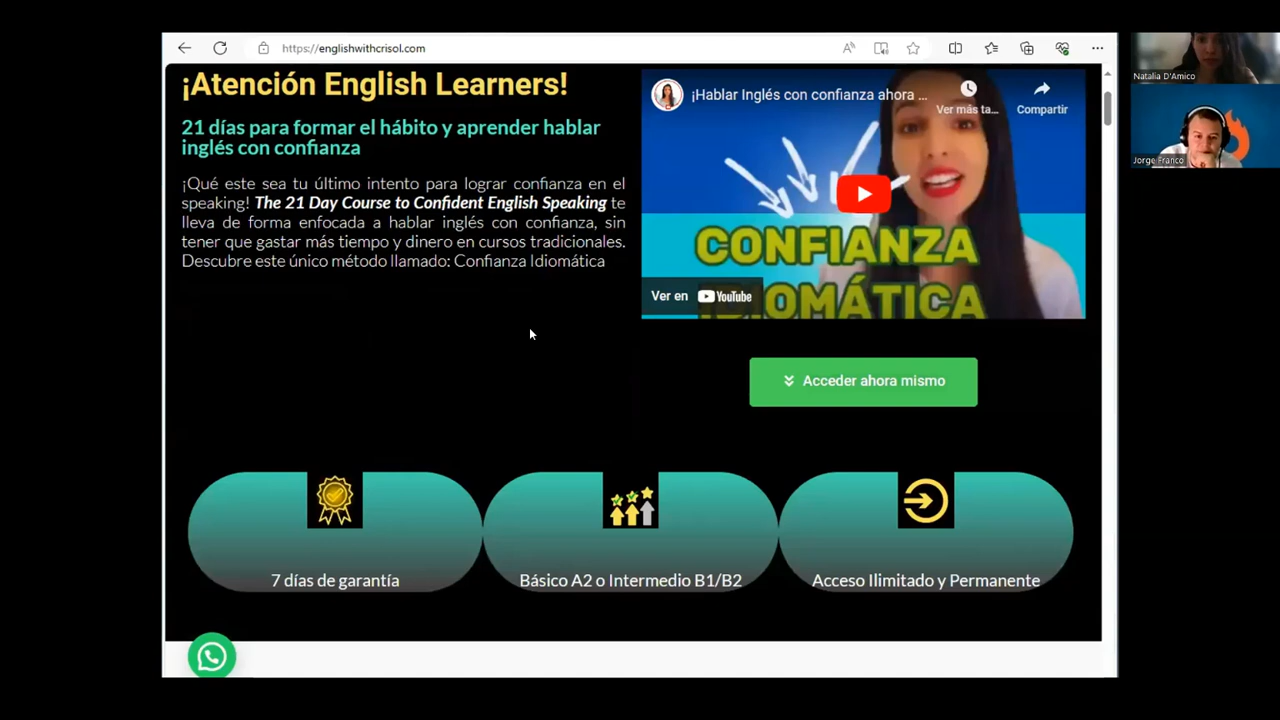 https://englishwithcrisol.com
¡Atención English Learners!
21 días para formar el hábito y aprender hablar
inglés con confianza
¡Qué este sea tu último intento para lograr confianza en el
speaking! The 21 Day Course to Confident English Speaking te
lleva de forma enfocada a hablar inglés con confianza, sin
tener que gastar más tiempo y dinero en cursos tradicionales.
Descubre este único método llamado: Confianza Idiomática
¡Hablar Inglés con confianza ahora ...
Ver más ta...
Compartir
CONFIANZA
IDIOMÁTICA
Ver en YouTube
Acceder ahora mismo
7 días de garantía
Básico A2 o Intermedio B1/B2
Acceso Ilimitado y Permanente
Natalia D'Amico
Jorge Franco